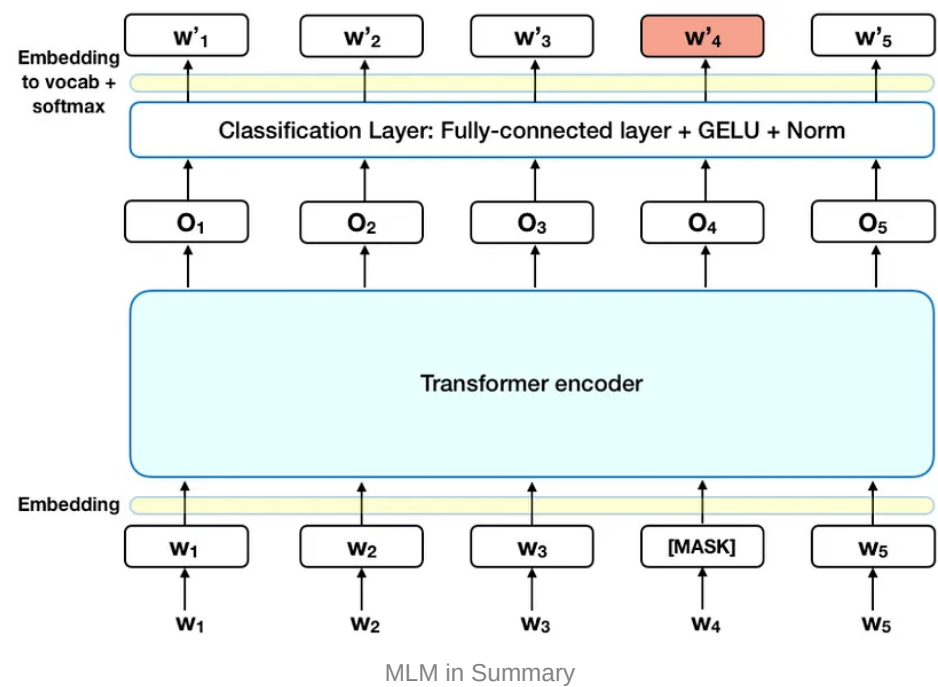 w'₁ w'₂ w'₃ w'₄ w'₅
Embedding
to vocab +
softmax
Classification Layer: Fully-connected layer + GELU + Norm
O₁ O₂ O₃ O₄ O₅
Transformer encoder
Embedding
w₁ w₂ w₃ [MASK] w₅
w₁ w₂ w₃ w₄ w₅
MLM in Summary